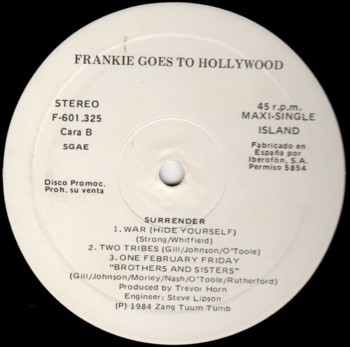 FRANKIE GOES TO HOLLYWOOD
STEREO
F-601.325
Cara B
SGAE
45 r.p.m.
MAXI-SINGLE
ISLAND
Fabricado en
España por
Iberofón, S.A.
Permiso 5854
Disco Promoc.
Proh. su venta
SURRENDER
1. WAR (HIDE YOURSELF)
(Strong/Whitfield)
2. TWO TRIBES (Gill/Johnson/O'Toole)
3. ONE FEBRUARY FRIDAY
"BROTHERS AND SISTERS"
(Gill/Johnson/Morley/Nash/O'Toole/Rutherford)
Produced by Trevor Horn
Engineer: Steve Lipson
(P) 1984 Zang Tuum Tumb